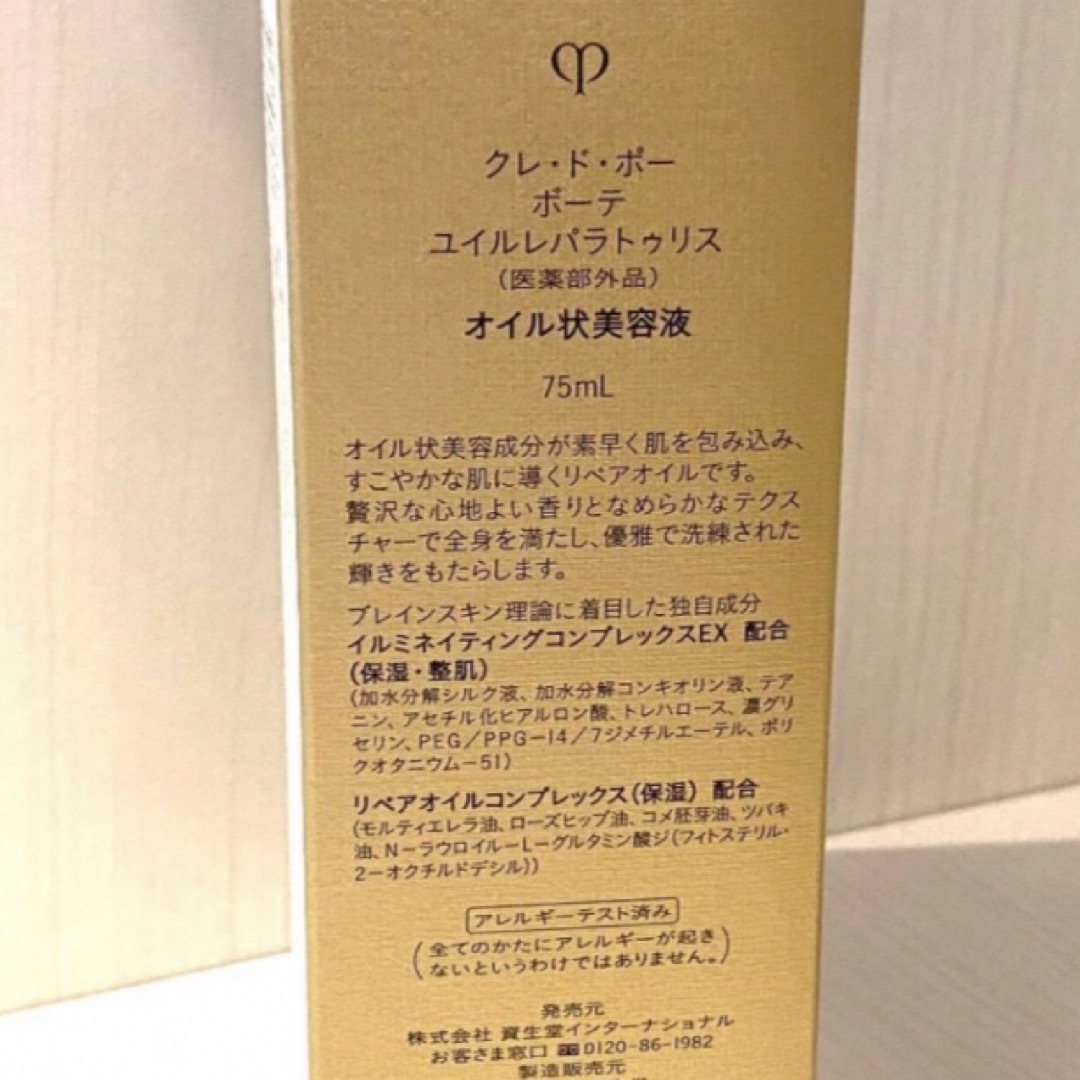 クレ・ド・ポー
ボーテ
ユイルレパラトゥリス
（医薬部外品）
オイル状美容液
75mL
オイル状美容成分が素早く肌を包み込み、
すこやかな肌に導くリペアオイルです。
贅沢な心地よい香りとなめらかなテクス
チャーで全身を満たし、優雅で洗練された
輝きをもたらします。
ブレインスキン理論に着目した独自成分
イルミネイティングコンプレックスEX 配合
（保湿・整肌）
（加水分解シルク液、加水分解コンキオリン液、テア
ニン、アセチル化ヒアルロン酸、トレハロース、濃グリ
セリン、PEG／PPG－14／7ジメチルエーテル、ポリ
クオタニウム－51）
リペアオイルコンプレックス（保湿） 配合
（モルティエレラ油、ローズヒップ油、コメ胚芽油、ツバキ
油、N－ラウロイル－L－グルタミン酸ジ（フィトステリル・
2－オクチルドデシル））
アレルギーテスト済み
（全てのかたにアレルギーが起き
ないというわけではありません。）
発売元
株式会社 資生堂インターナショナル
お客さま窓口 0120-86-1982
製造販売元